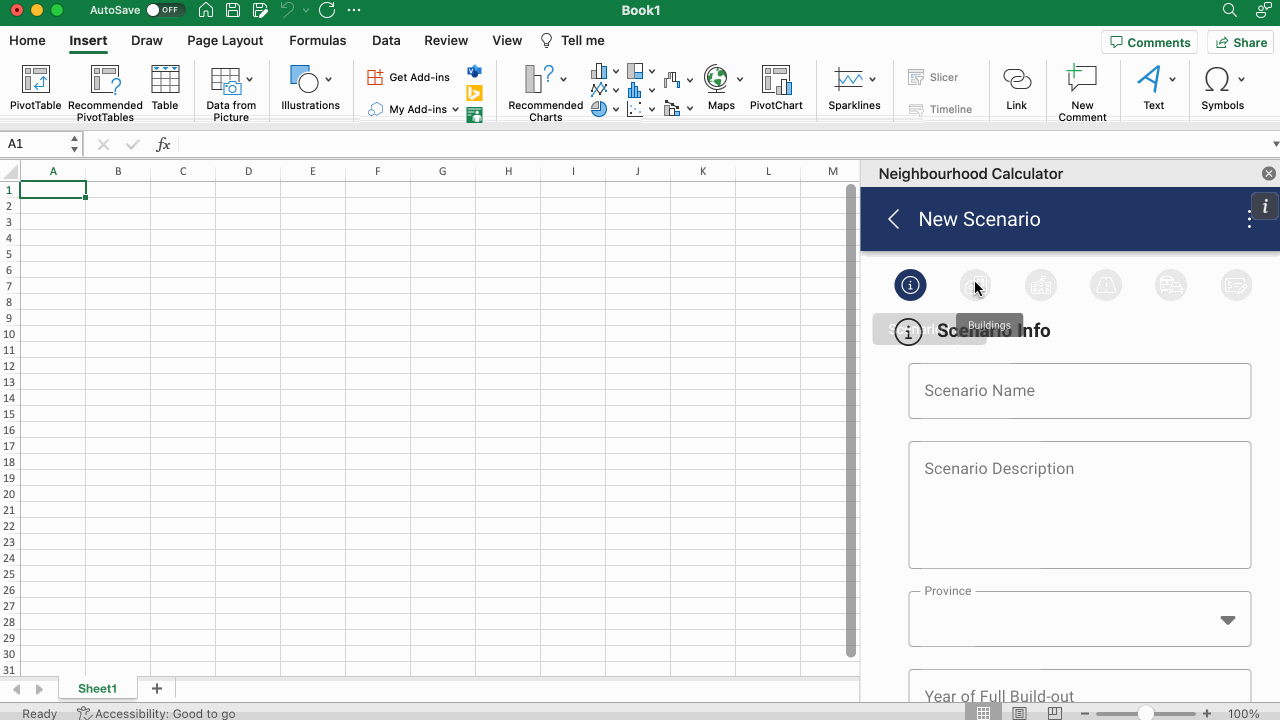 AutoSave OFF Book1
Home Insert Draw Page Layout Formulas Data Review View Tell me Comments Share
PivotTable Recommended PivotTables Table Data from Picture Illustrations Get Add-ins My Add-ins Recommended Charts Maps PivotChart Sparklines Slicer Timeline Link New Comment Text Symbols
A1 fx
A B C D E F G H I J K L M
1
2
3
4
5
6
7
8
9
10
11
12
13
14
15
16
17
18
19
20
21
22
23
24
25
26
27
28
29
30
31
Neighbourhood Calculator
New Scenario
Buildings
Scenario Info
Scenario Name
Scenario Description
Province
Year of Full Build-out
Sheet1
Ready Accessibility: Good to go 100%